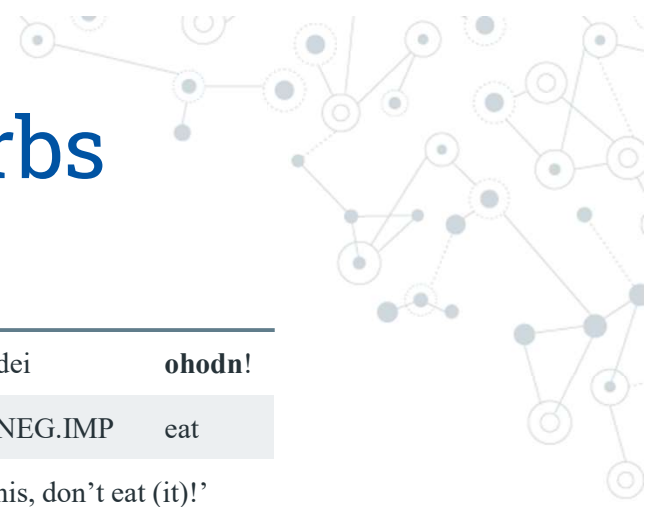 rbs
dei ohodn!
NEG.IMP eat
his, don’t eat (it)!’